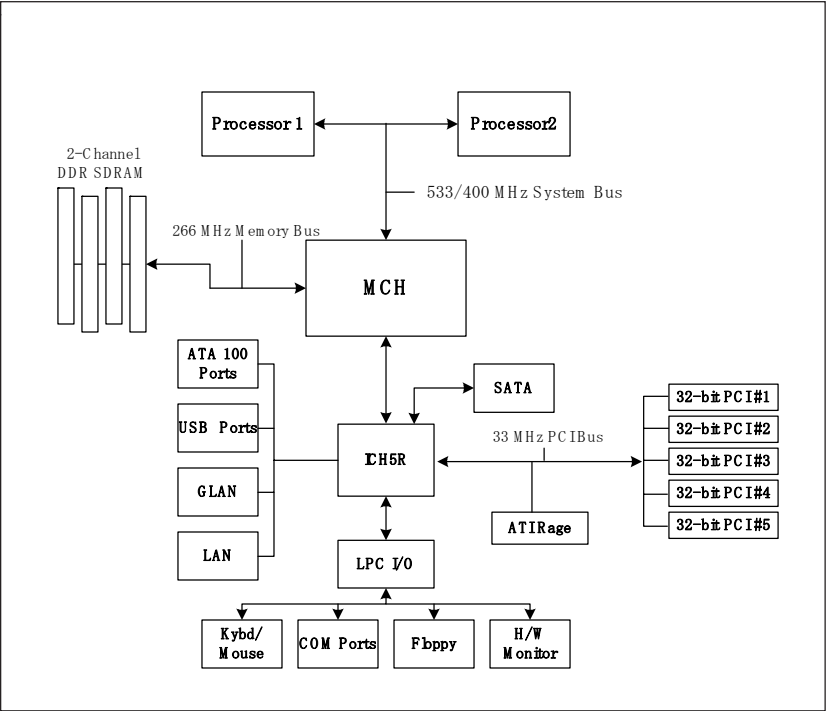 Processor 1
Processor2
2-Channel
DDR SDRAM
533/400 MHz System Bus
266 MHz Memory Bus
MCH
ATA 100
Ports
SATA
USB Ports
ICH5R
33 MHz PCI Bus
32-bit PCI#1
32-bit PCI#2
32-bit PCI#3
32-bit PCI#4
32-bit PCI#5
GLAN
ATI Rage
LAN
LPC I/O
Kybd/
Mouse
COM Ports
Floppy
H/W
Monitor